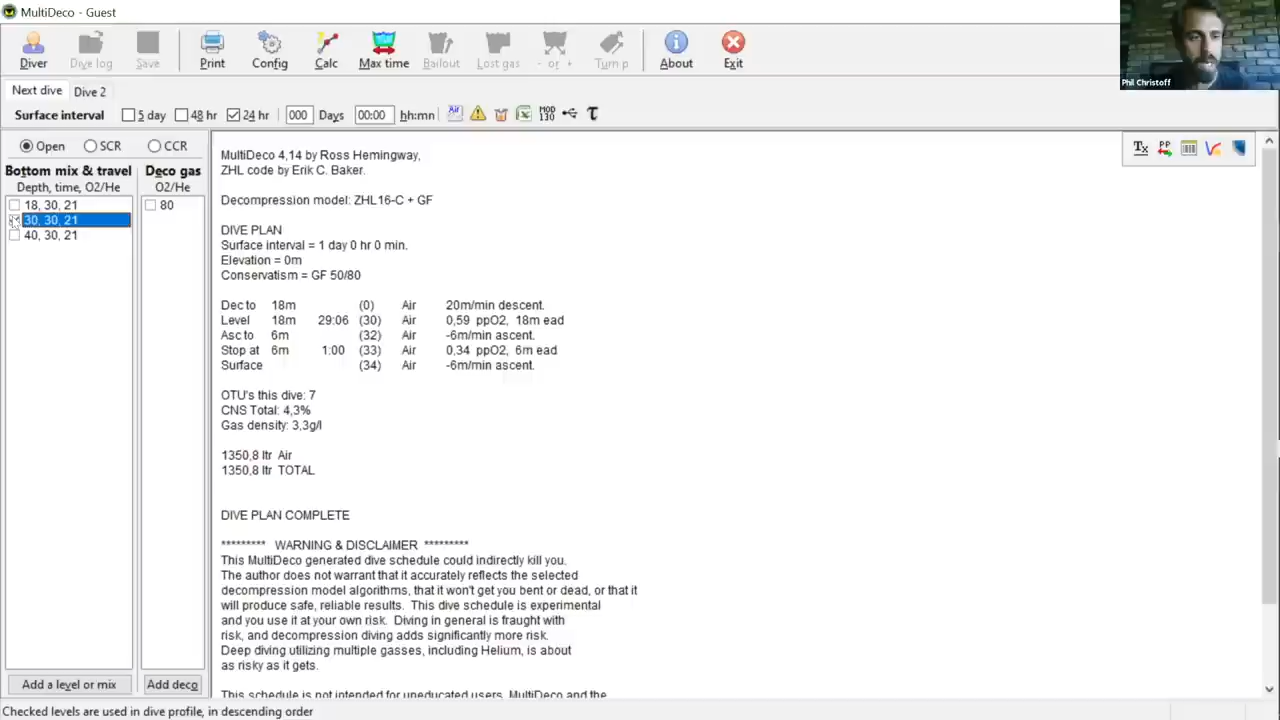 MultiDeco - Guest
Diver Dive log Save Print Config Calc Max time Bailout Lost gas - or + Turn p About Exit
Phil Christoff
Next dive Dive 2
Surface interval 5 day 48 hr 24 hr 000 Days 00:00 hh:mn Air MOD 130 τ
Open SCR CCR
Bottom mix & travel Deco gas
Depth, time, O2/He O2/He
18, 30, 21 80
30, 30, 21
40, 30, 21
Tx PP
MultiDeco 4,14 by Ross Hemingway,
ZHL code by Erik C. Baker.
Decompression model: ZHL16-C + GF
DIVE PLAN
Surface interval = 1 day 0 hr 0 min.
Elevation = 0m
Conservatism = GF 50/80
Dec to 18m (0) Air 20m/min descent.
Level 18m 29:06 (30) Air 0,59 ppO2, 18m ead
Asc to 6m (32) Air -6m/min ascent.
Stop at 6m 1:00 (33) Air 0,34 ppO2, 6m ead
Surface (34) Air -6m/min ascent.
OTU's this dive: 7
CNS Total: 4,3%
Gas density: 3,3g/l
1350,8 ltr Air
1350,8 ltr TOTAL
DIVE PLAN COMPLETE
********* WARNING & DISCLAIMER *********
This MultiDeco generated dive schedule could indirectly kill you.
The author does not warrant that it accurately reflects the selected
decompression model algorithms, that it won't get you bent or dead, or that it
will produce safe, reliable results. This dive schedule is experimental
and you use it at your own risk. Diving in general is fraught with
risk, and decompression diving adds significantly more risk.
Deep diving utilizing multiple gasses, including Helium, is about
as risky as it gets.
This schedule is not intended for uneducated users. MultiDeco and the
Add a level or mix Add deco
Checked levels are used in dive profile, in descending order